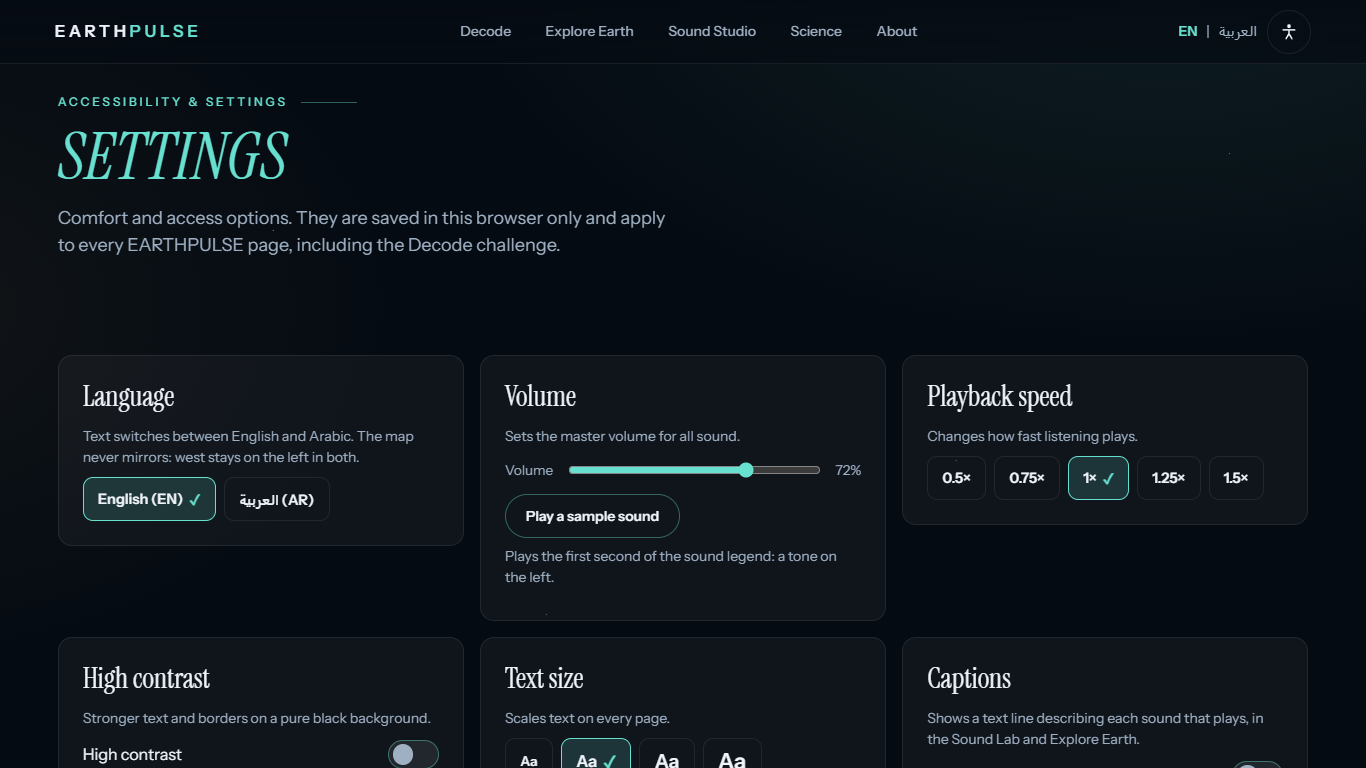 EARTHPULSE
Decode
Explore Earth
Sound Studio
Science
About
EN | العربية
ACCESSIBILITY & SETTINGS
SETTINGS
Comfort and access options. They are saved in this browser only and apply
to every EARTHPULSE page, including the Decode challenge.
Language
Text switches between English and Arabic. The map
never mirrors: west stays on the left in both.
English (EN) ✓
العربية (AR)
Volume
Sets the master volume for all sound.
Volume 72%
Play a sample sound
Plays the first second of the sound legend: a tone on
the left.
Playback speed
Changes how fast listening plays.
0.5× 0.75× 1× ✓ 1.25× 1.5×
High contrast
Stronger text and borders on a pure black background.
High contrast
Text size
Scales text on every page.
Aa Aa ✓ Aa Aa
Captions
Shows a text line describing each sound that plays, in
the Sound Lab and Explore Earth.